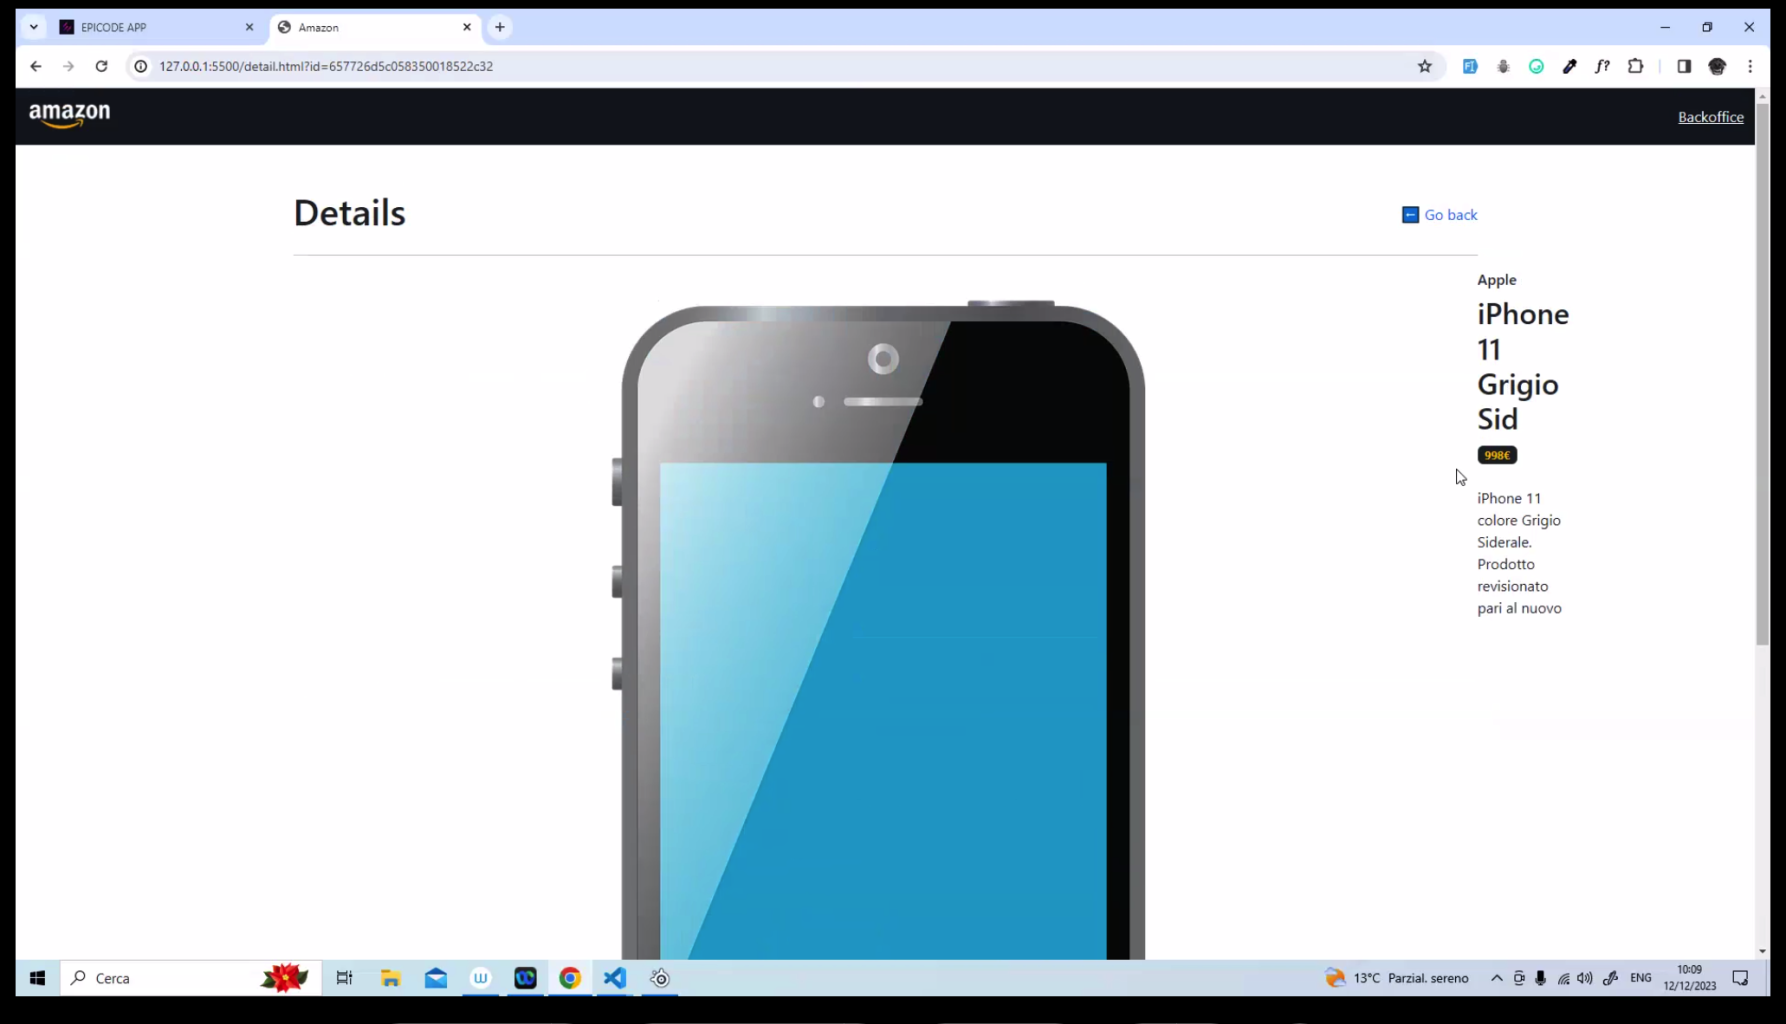 EPICODE APP
Amazon
127.0.0.1:5500/detail.html?id=657726d5c058350018522c32
f?
amazon
Backoffice
Details
Go back
Apple
iPhone
11
Grigio
Sid
998€
iPhone 11
colore Grigio
Siderale.
Prodotto
revisionato
pari al nuovo
Cerca
13°C Parzial. sereno
ENG
10:09
12/12/2023